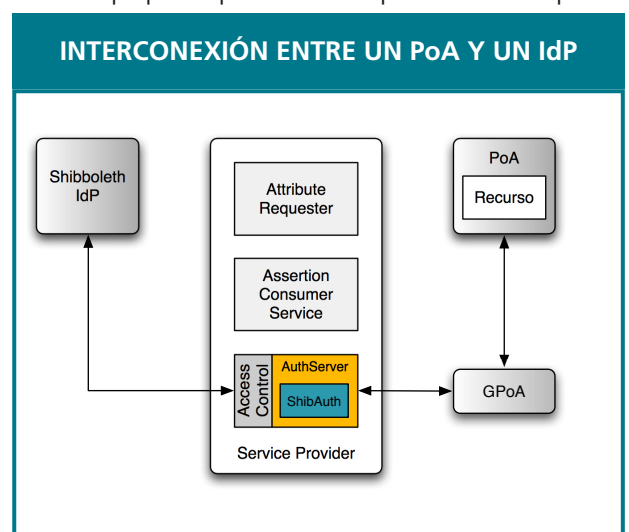 INTERCONEXIÓN ENTRE UN PoA Y UN IdP
Shibboleth
IdP
Attribute
Requester
Assertion
Consumer
Service
Access
Control
AuthServer
ShibAuth
Service Provider
PoA
Recurso
GPoA